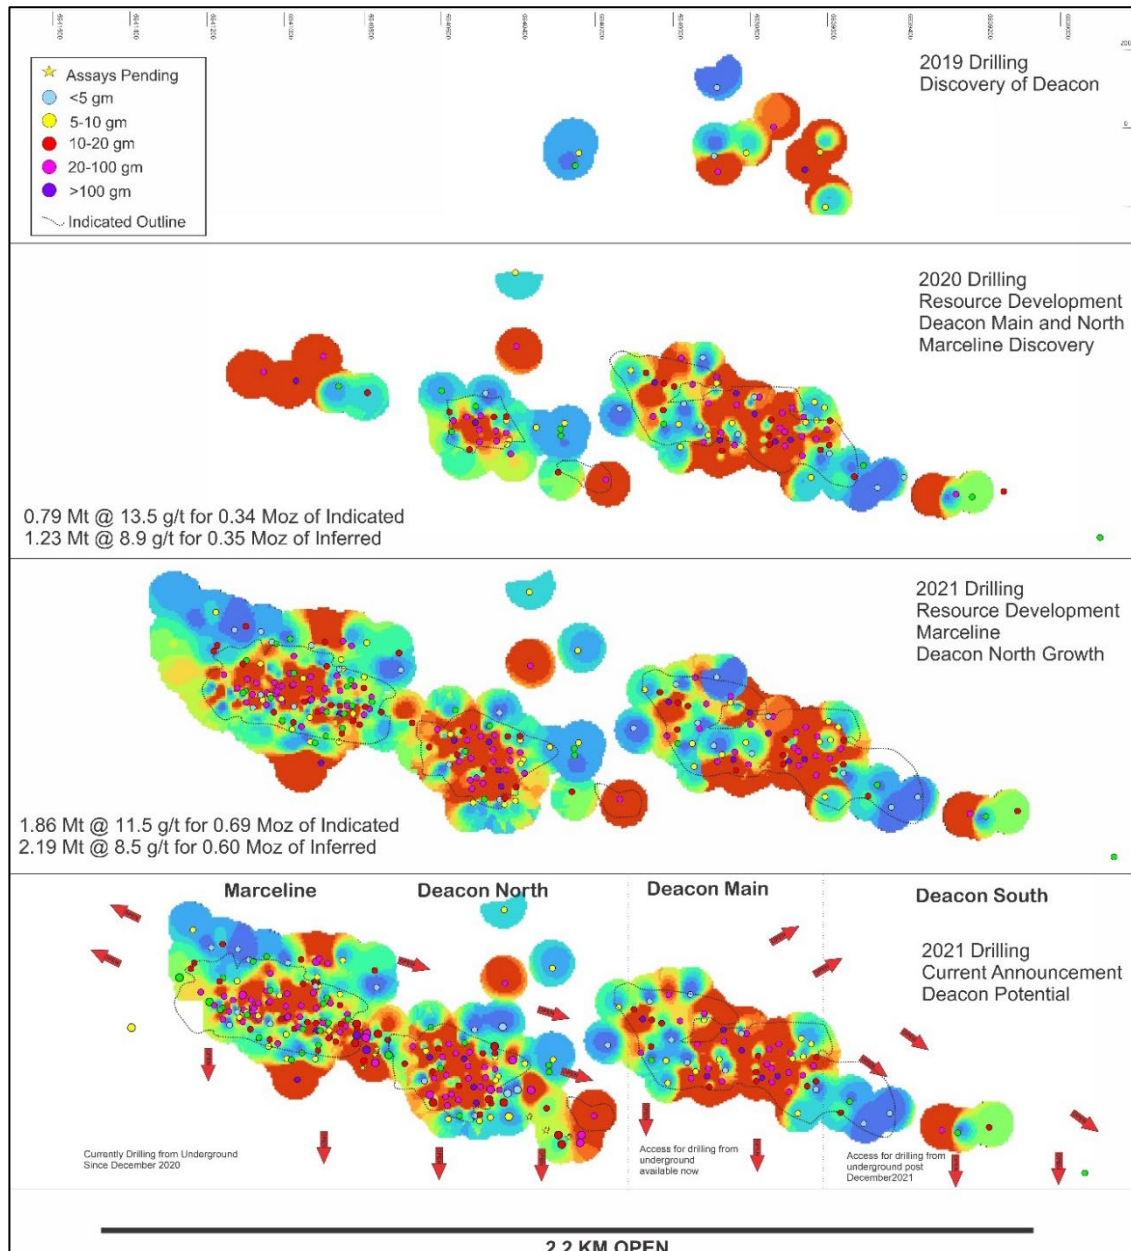 2019 Drilling
Discovery of Deacon
Assays Pending
<5 gm
5-10 gm
10-20 gm
20-100 gm
>100 gm
Indicated Outline
0
2020 Drilling
Resource Development
Deacon Main and North
Marceline Discovery
0.79 Mt @ 13.5 g/t for 0.34 Moz of Indicated
1.23 Mt @ 8.9 g/t for 0.35 Moz of Inferred
2021 Drilling
Resource Development
Marceline
Deacon North Growth
1.86 Mt @ 11.5 g/t for 0.69 Moz of Indicated
2.19 Mt @ 8.5 g/t for 0.60 Moz of Inferred
Marceline
Deacon North
Deacon Main
Deacon South
2021 Drilling
Current Announcement
Deacon Potential
Currently Drilling from Underground
Since December 2020
Access for drilling from
underground
available now
Access for drilling from
underground post
December2021
2.2 KM OPEN